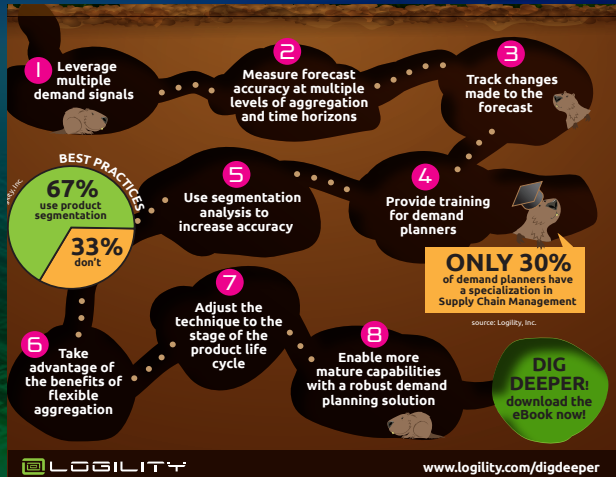 1
Leverage
multiple
demand signals
2
Measure forecast
accuracy at multiple
levels of aggregation
and time horizons
3
Track changes
made to the
forecast
4
Provide training
for demand
planners
ONLY 30%
of demand planners have
a specialization in
Supply Chain Management
source: Logility, Inc.
5
Use segmentation
analysis to
increase accuracy
BEST PRACTICES
67%
use product
segmentation
33%
don't
Inc.
6
Take
advantage of
the benefits of
flexible
aggregation
7
Adjust the
technique to the
stage of the
product life
cycle
8
Enable more
mature capabilities
with a robust demand
planning solution
DIG
DEEPER!
download the
eBook now!
LOGILITY
www.logility.com/digdeeper